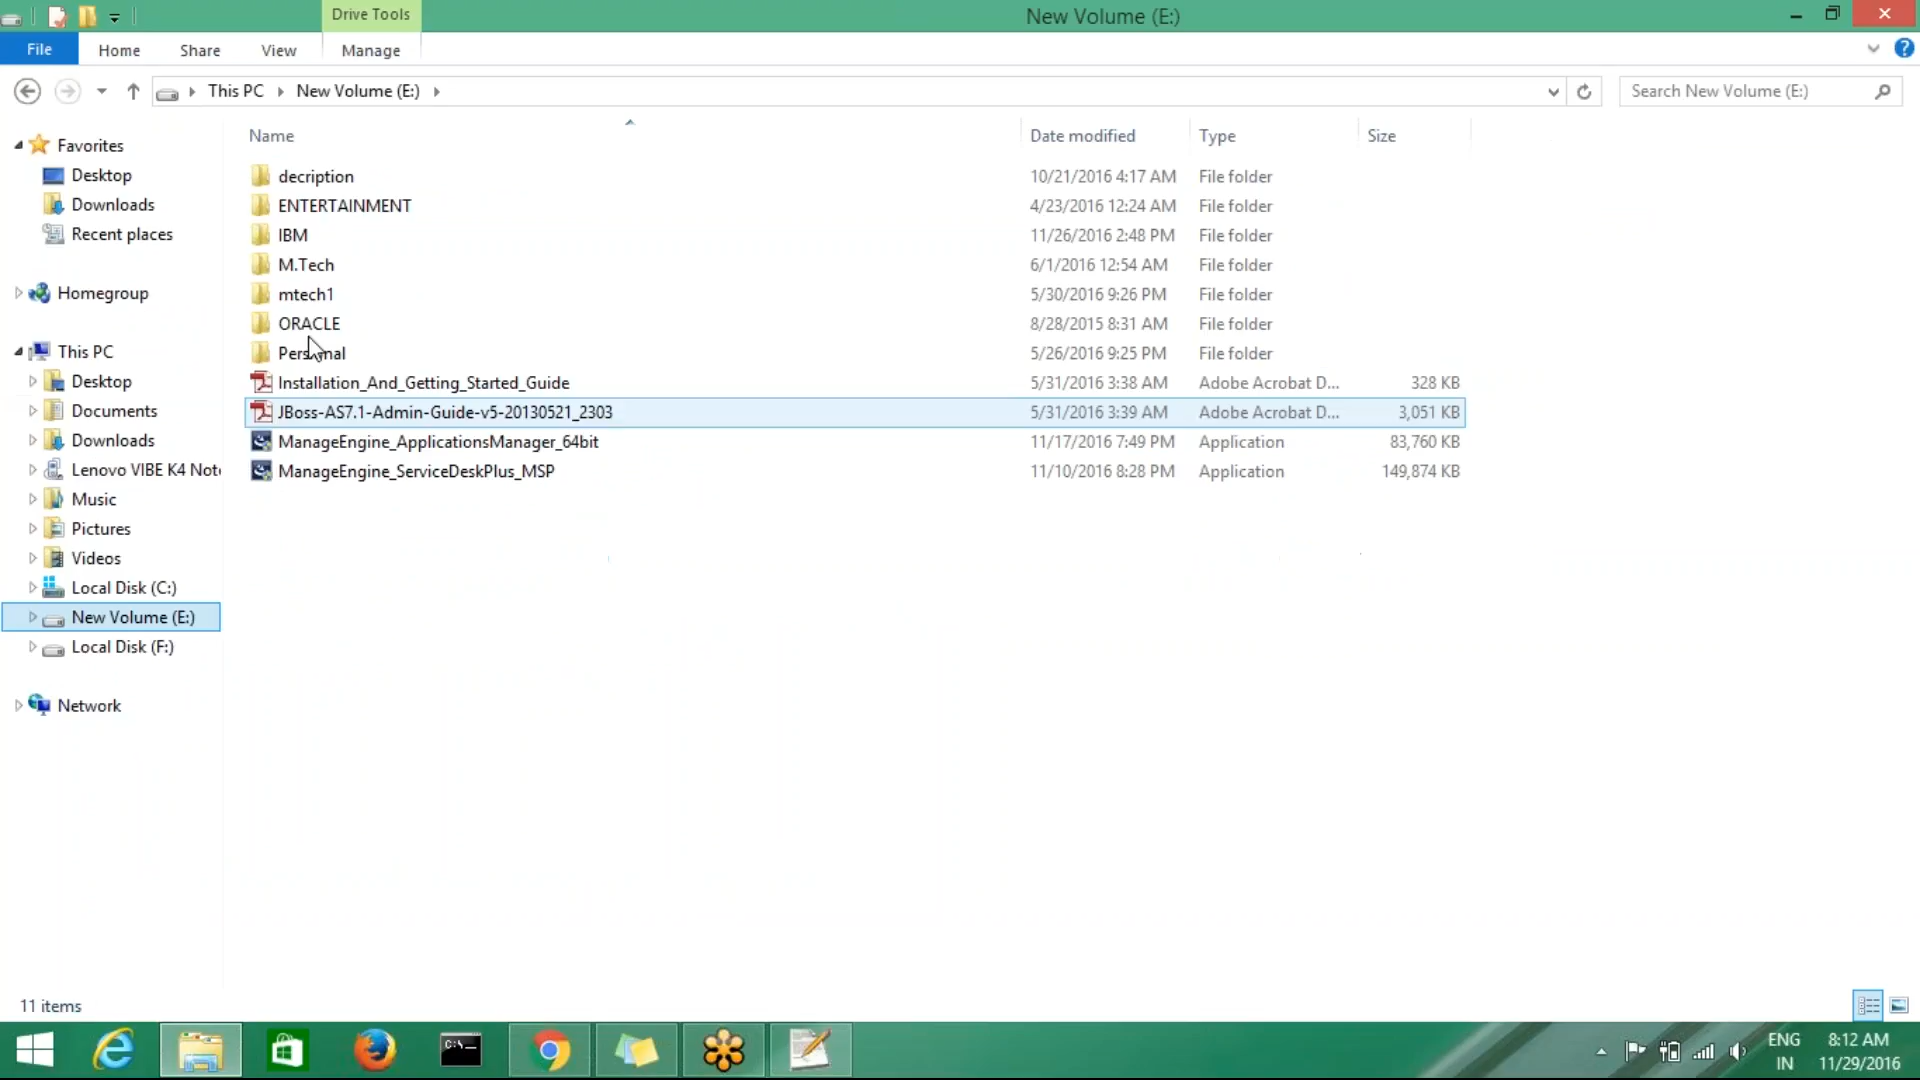 Drive Tools
New Volume (E:)
File Home Share View Manage
This PC New Volume (E:) Search New Volume (E:)
Name Date modified Type Size
Favorites
Desktop
Downloads
Recent places
Homegroup
This PC
Desktop
Documents
Downloads
Lenovo VIBE K4 Not
Music
Pictures
Videos
Local Disk (C:)
New Volume (E:)
Local Disk (F:)
Network
decription 10/21/2016 4:17 AM File folder
ENTERTAINMENT 4/23/2016 12:24 AM File folder
IBM 11/26/2016 2:48 PM File folder
M.Tech 6/1/2016 12:54 AM File folder
mtech1 5/30/2016 9:26 PM File folder
ORACLE 8/28/2015 8:31 AM File folder
Personal 5/26/2016 9:25 PM File folder
Installation_And_Getting_Started_Guide 5/31/2016 3:38 AM Adobe Acrobat D... 328 KB
JBoss-AS7.1-Admin-Guide-v5-20130521_2303 5/31/2016 3:39 AM Adobe Acrobat D... 3,051 KB
ManageEngine_ApplicationsManager_64bit 11/17/2016 7:49 PM Application 83,760 KB
ManageEngine_ServiceDeskPlus_MSP 11/10/2016 8:28 PM Application 149,874 KB
11 items
C:\_
ENG 8:12 AM
IN 11/29/2016